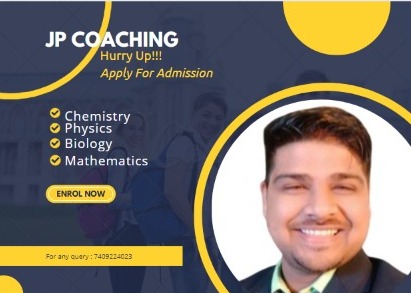 JP COACHING
Hurry Up!!!
Apply For Admission
Chemistry
Physics
Biology
Mathematics
ENROL NOW
For any query : 7409224023